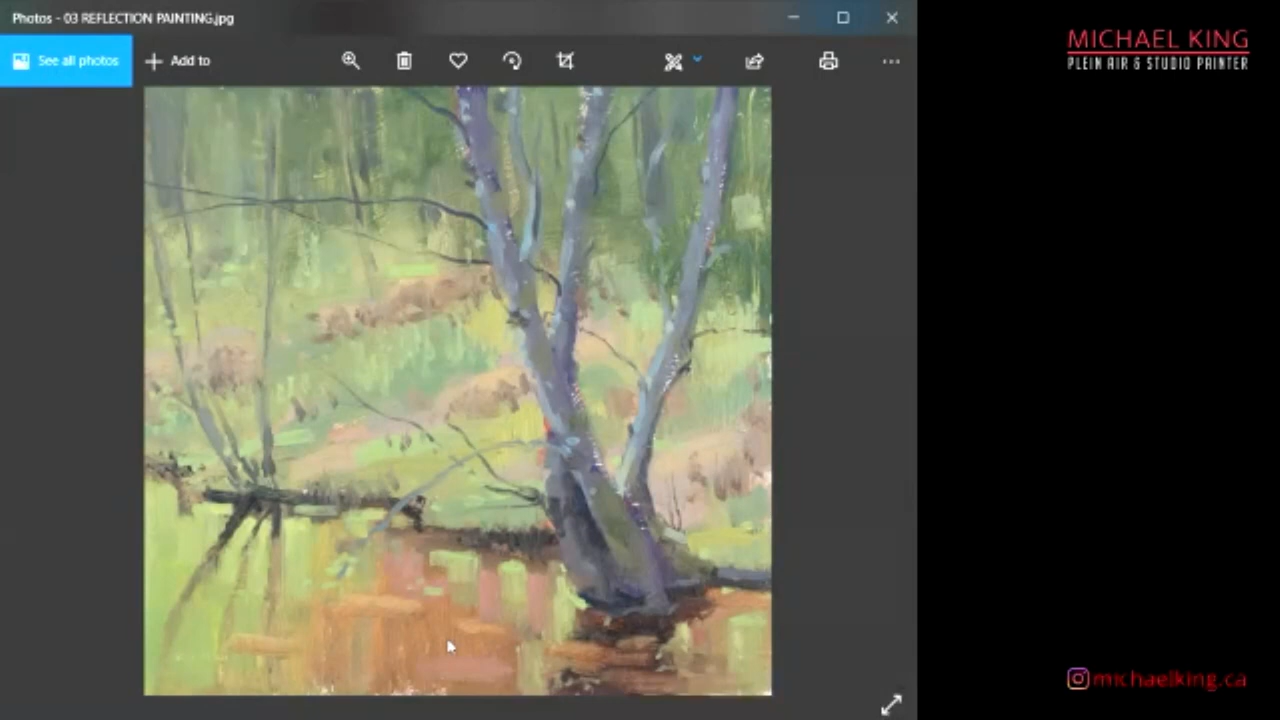 Photos - 03 REFLECTION PAINTING.jpg
See all photos
Add to
MICHAEL KING
PLEIN AIR & STUDIO PAINTER
michaelking.ca